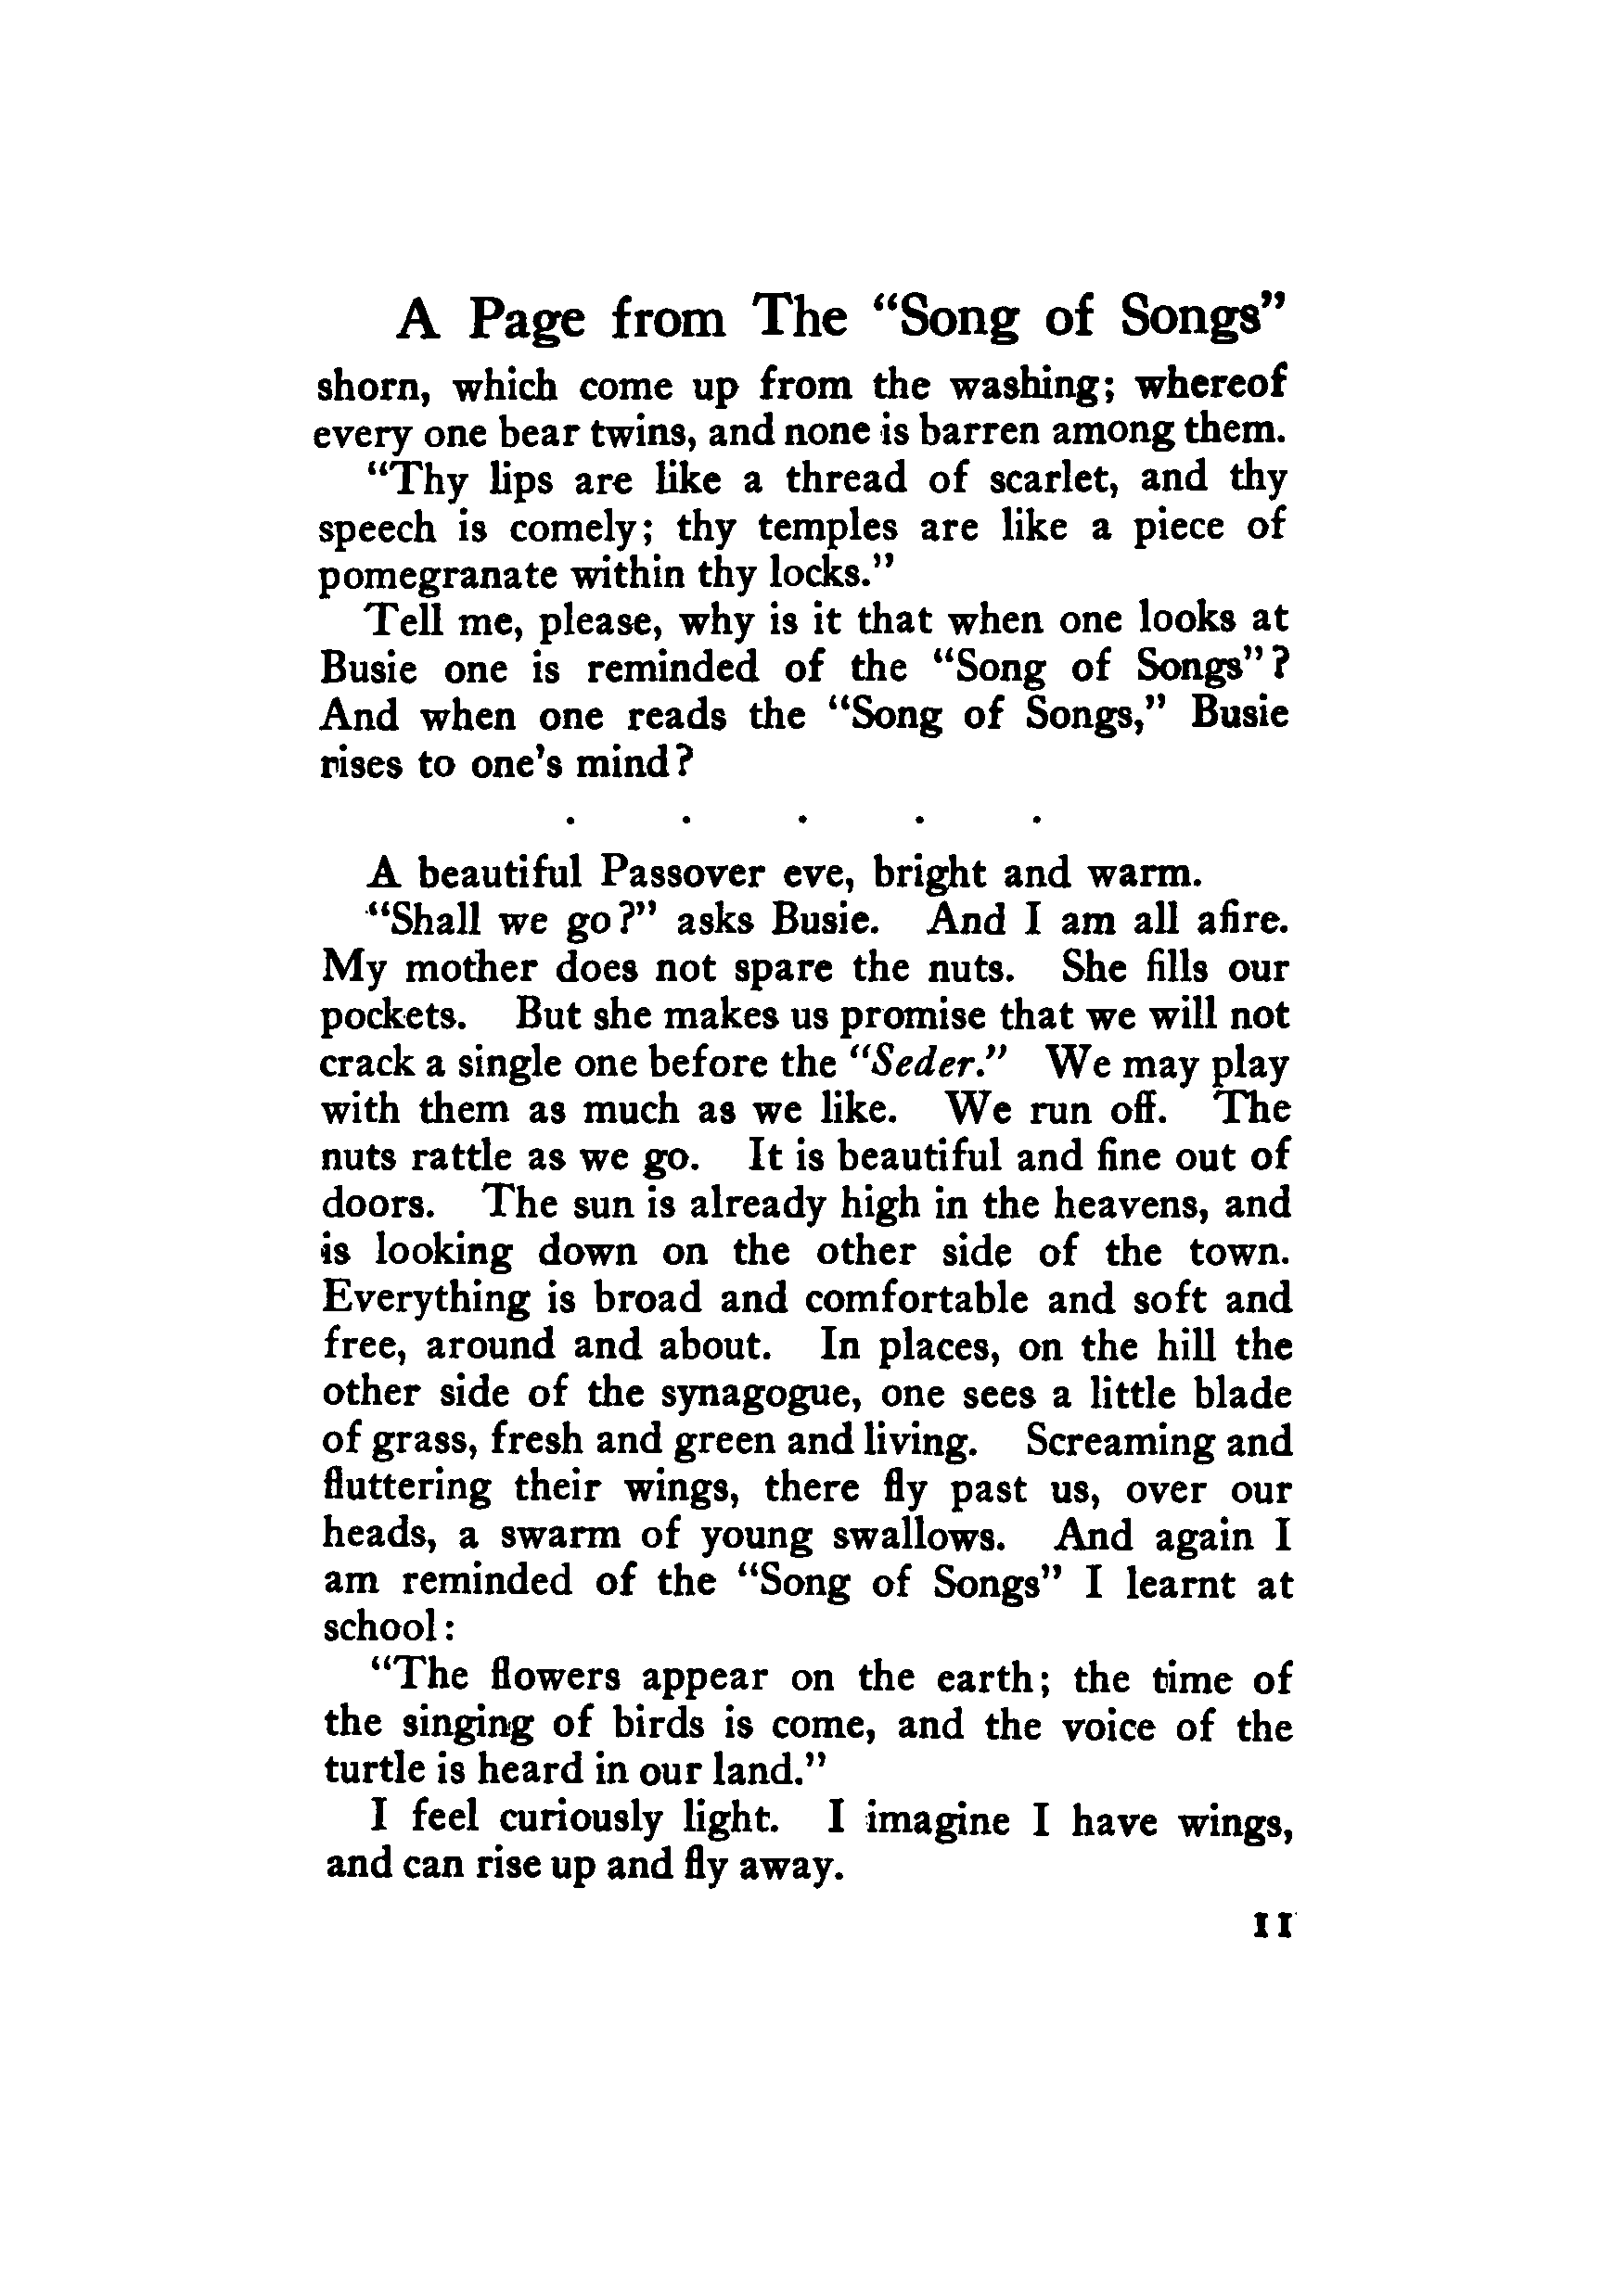 A Page from The “Song of Songs”
shorn, which come up from the washing; whereof
every one bear twins, and none is barren among them.
“Thy lips are like a thread of scarlet, and thy
speech is comely; thy temples are like a piece of
pomegranate within thy locks.”
Tell me, please, why is it that when one looks at
Busie one is reminded of the “Song of Songs”?
And when one reads the “Song of Songs,” Busie
rises to one’s mind?
. . . . .
A beautiful Passover eve, bright and warm.
“Shall we go?” asks Busie. And I am all afire.
My mother does not spare the nuts. She fills our
pockets. But she makes us promise that we will not
crack a single one before the “Seder.” We may play
with them as much as we like. We run off. The
nuts rattle as we go. It is beautiful and fine out of
doors. The sun is already high in the heavens, and
is looking down on the other side of the town.
Everything is broad and comfortable and soft and
free, around and about. In places, on the hill the
other side of the synagogue, one sees a little blade
of grass, fresh and green and living. Screaming and
fluttering their wings, there fly past us, over our
heads, a swarm of young swallows. And again I
am reminded of the “Song of Songs” I learnt at
school:
“The flowers appear on the earth; the time of
the singing of birds is come, and the voice of the
turtle is heard in our land.”
I feel curiously light. I imagine I have wings,
and can rise up and fly away.
11